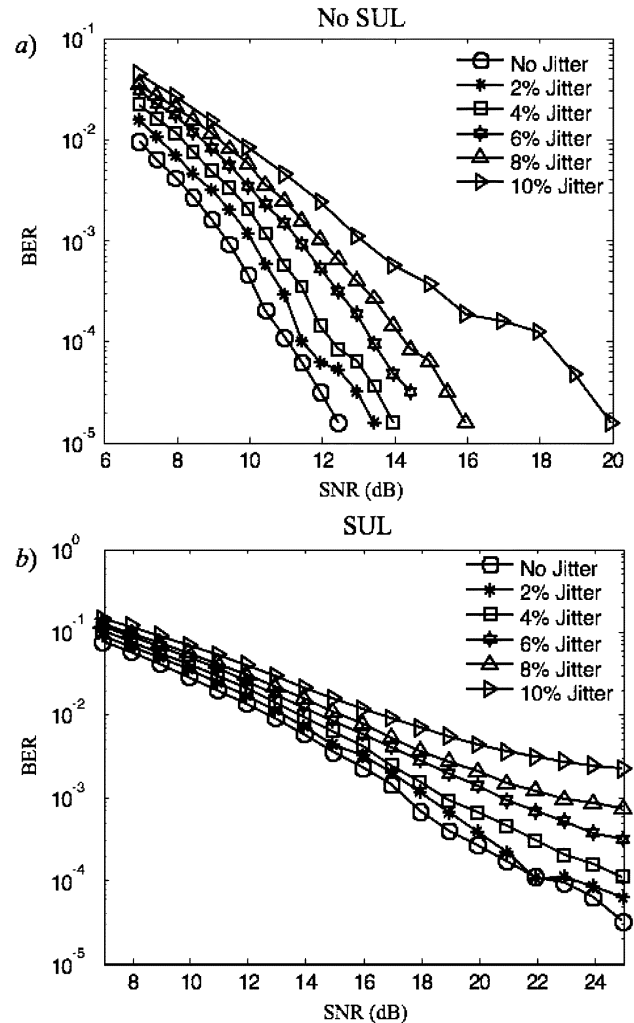 No SUL
a)
10-1
10-2
10-3
10-4
10-5
BER
No Jitter
2% Jitter
4% Jitter
6% Jitter
8% Jitter
10% Jitter
6 8 10 12 14 16 18 20
SNR (dB)
SUL
b)
100
10-1
10-2
10-3
10-4
10-5
BER
No Jitter
2% Jitter
4% Jitter
6% Jitter
8% Jitter
10% Jitter
8 10 12 14 16 18 20 22 24
SNR (dB)